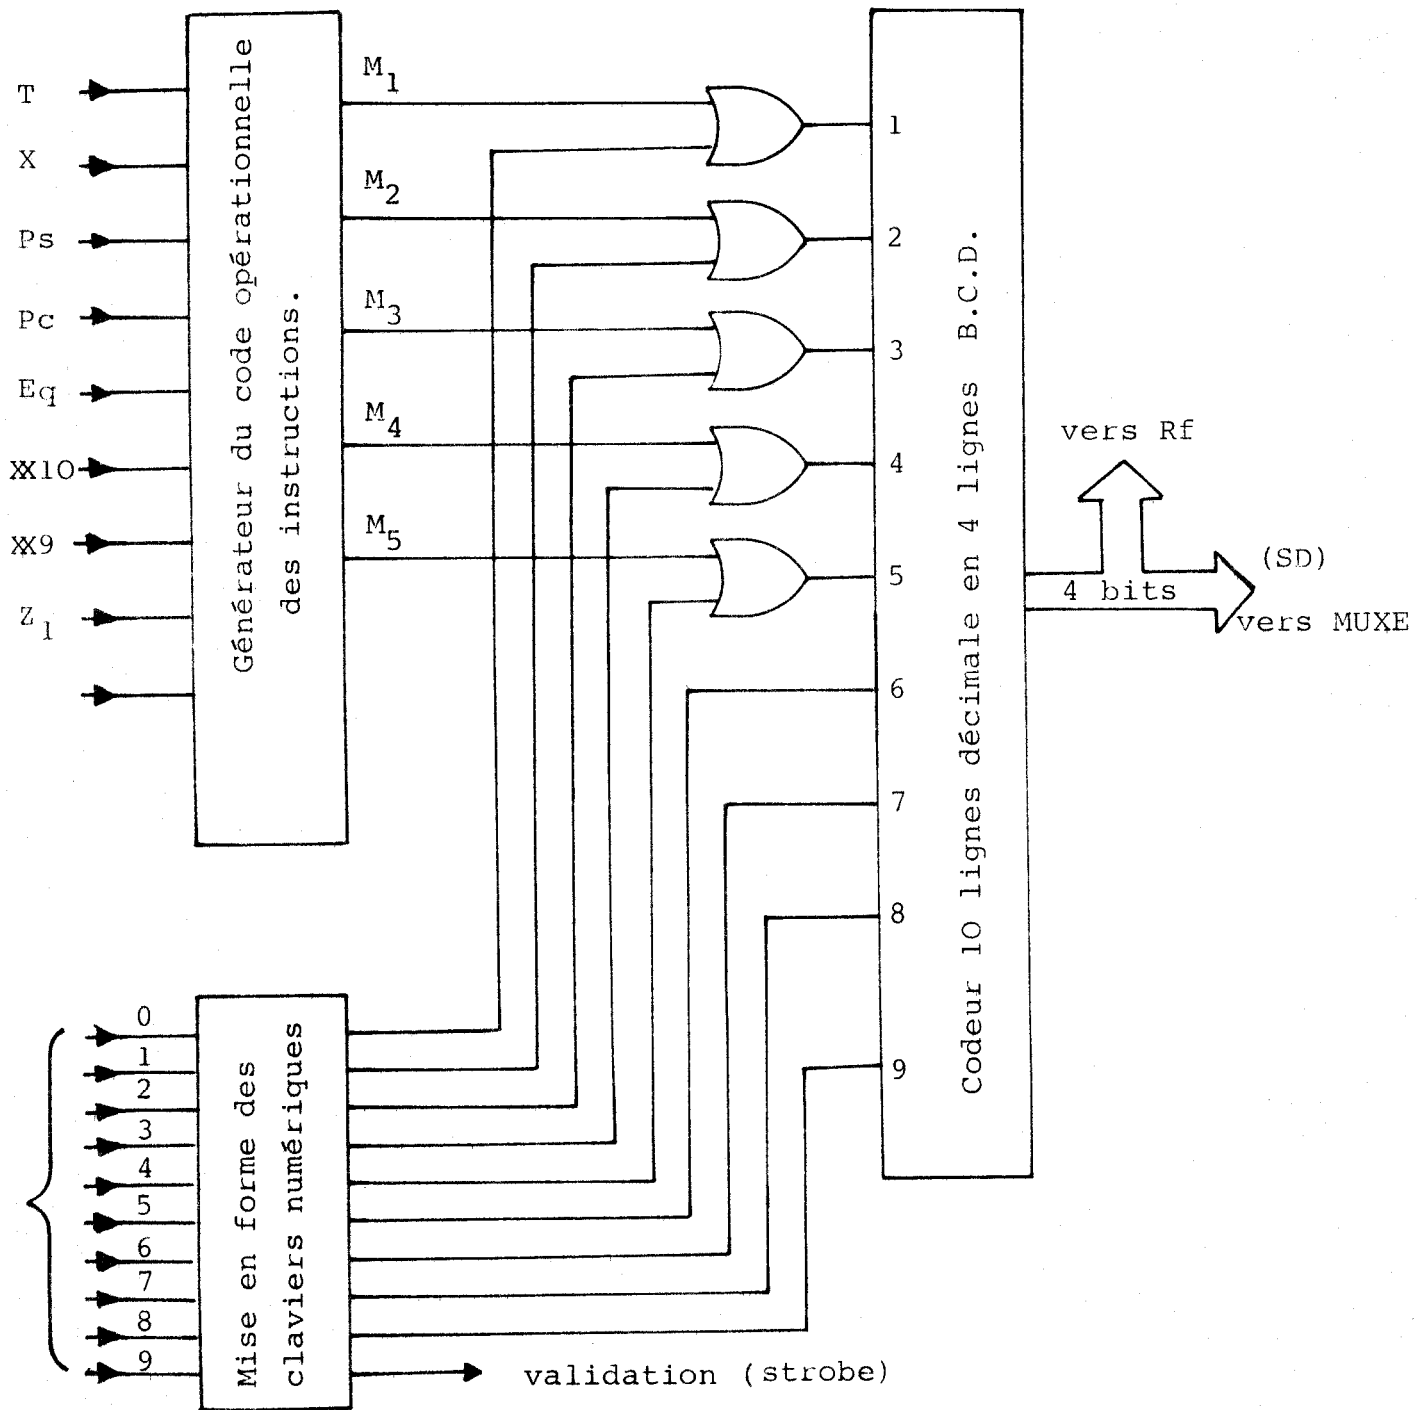 T
X
Ps
Pc
Eq
XX10
XX9
Z1
Générateur du code opérationnelle
des instructions.
M1
M2
M3
M4
M5
1
2
3
4
5
6
7
8
9
Codeur 10 lignes décimale en 4 lignes B.C.D.
vers Rf
4 bits
(SD)
vers MUXE
0
1
2
3
4
5
6
7
8
9
Mise en forme des
claviers numériques
validation (strobe)